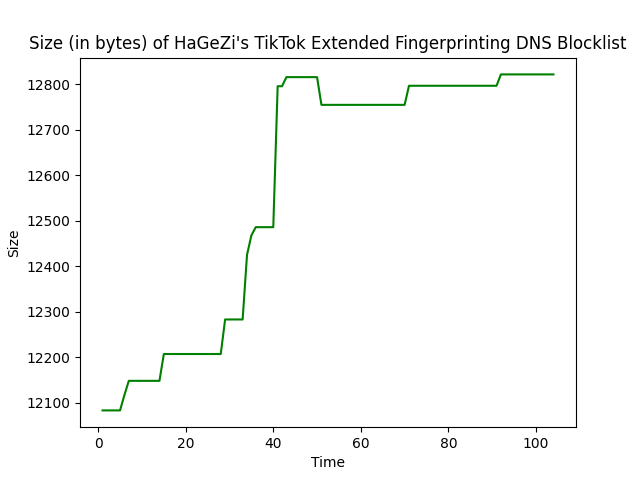 Size (in bytes) of HaGeZi's TikTok Extended Fingerprinting DNS Blocklist
12800
12700
12600
12500
12400
12300
12200
12100
Size
0 20 40 60 80 100
Time